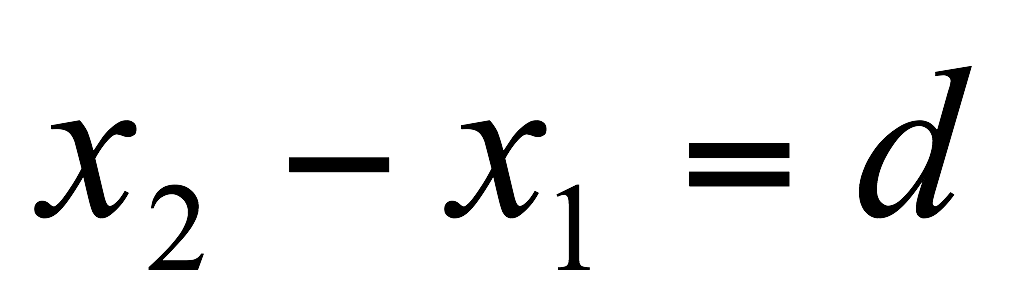 x₂ − x₁ = d